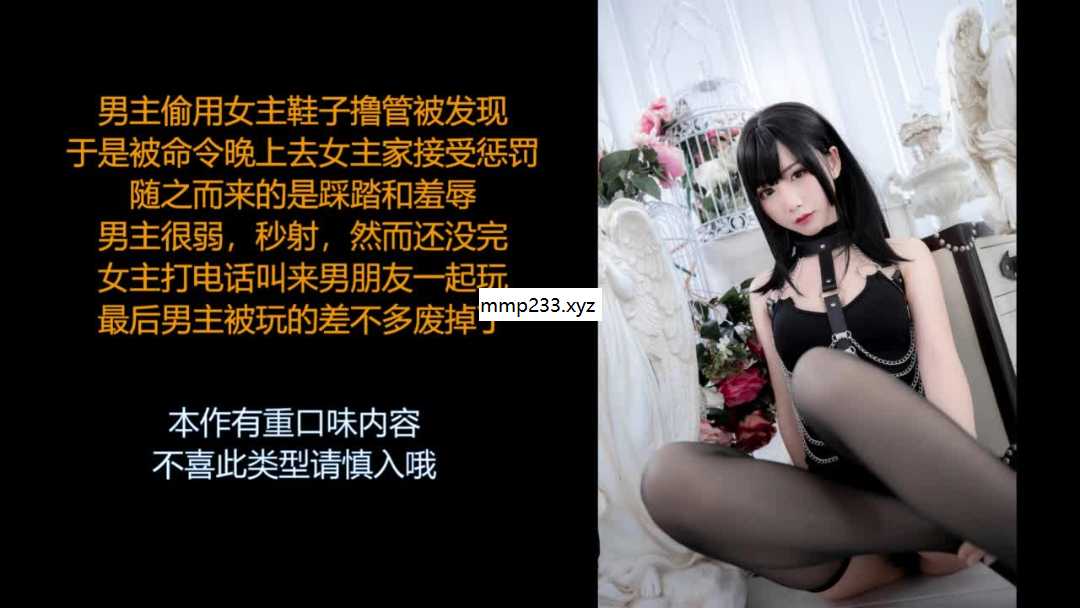 男主偷用女主鞋子撸管被发现
于是被命令晚上去女主家接受惩罚
随之而来的是踩踏和羞辱
男主很弱，秒射，然而还没完
女主打电话叫来男朋友一起玩
mmp233.xyz
最后男主被玩的差不多废掉了
本作有重口味内容
不喜此类型请慎入哦